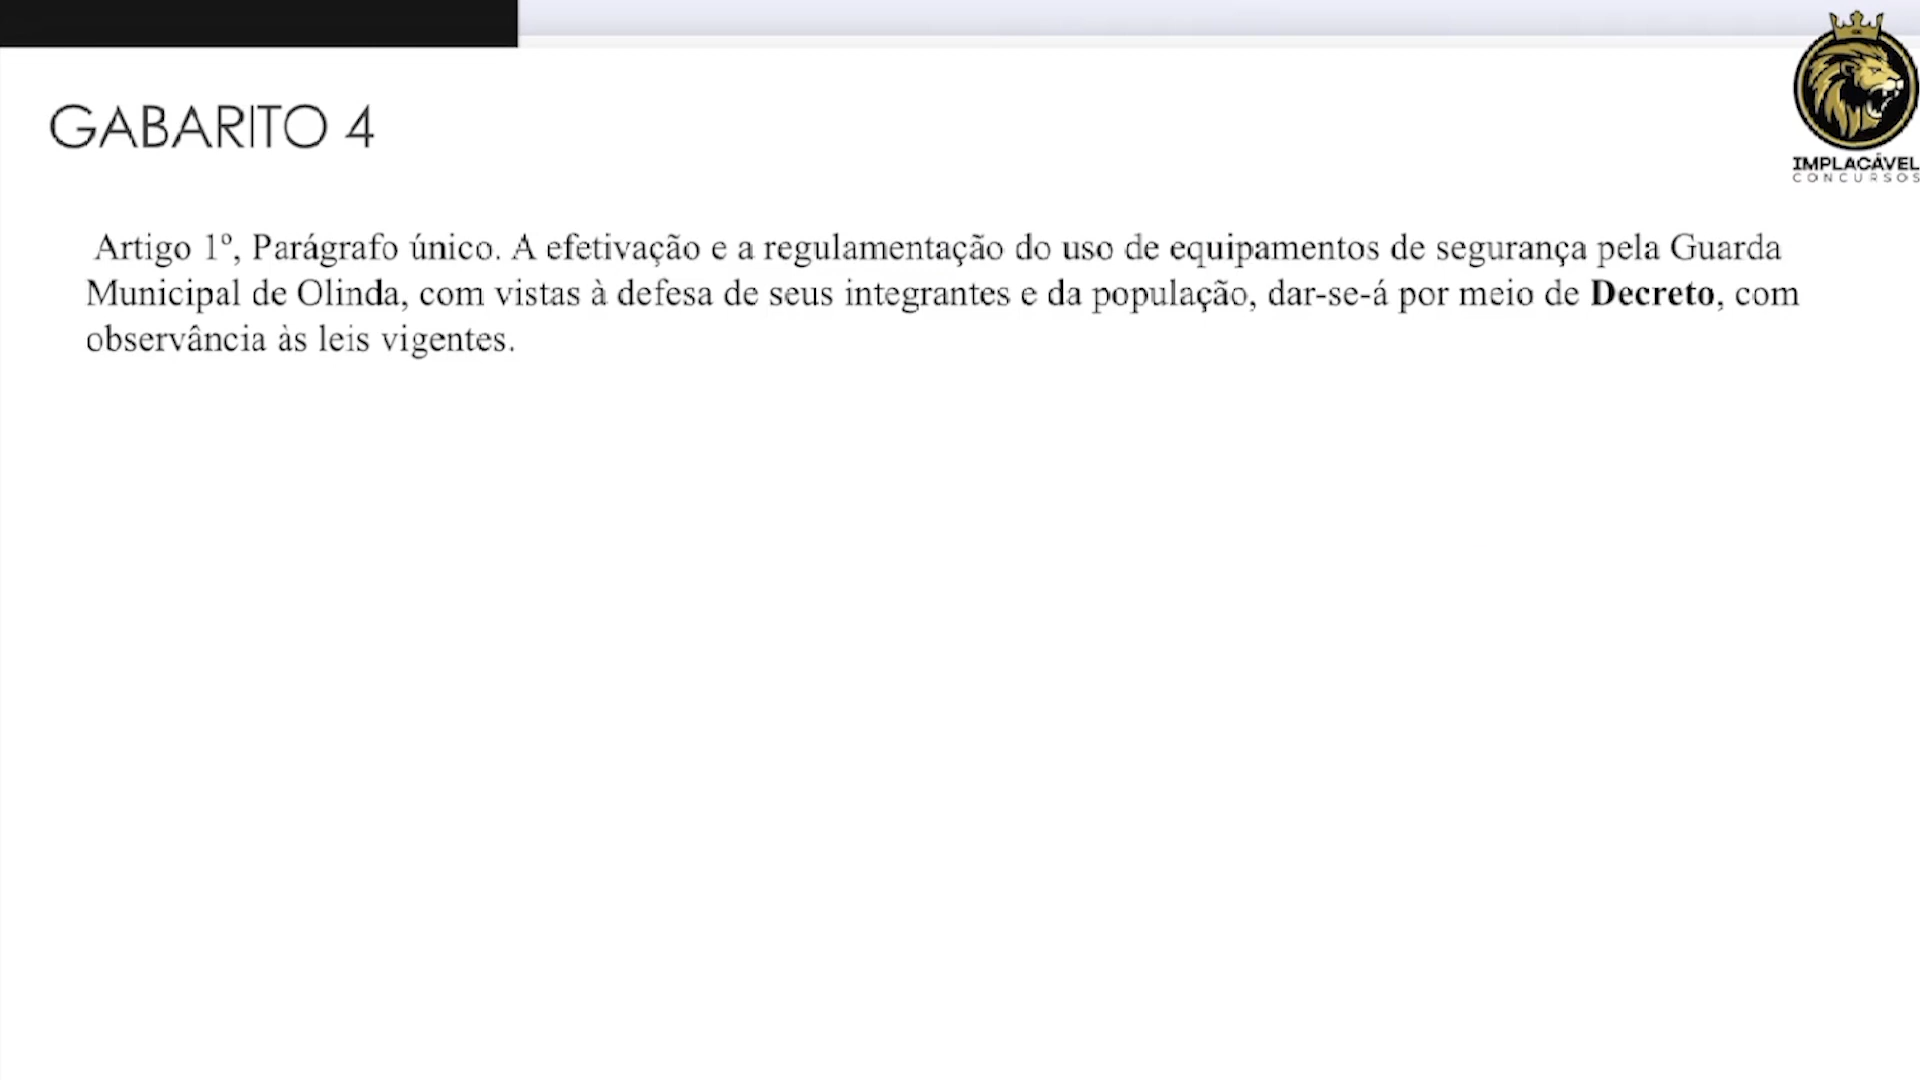 GABARITO 4
IMPLACÁVEL
CONCURSOS
Artigo 1º, Parágrafo único. A efetivação e a regulamentação do uso de equipamentos de segurança pela Guarda
Municipal de Olinda, com vistas à defesa de seus integrantes e da população, dar-se-á por meio de Decreto, com
observância às leis vigentes.